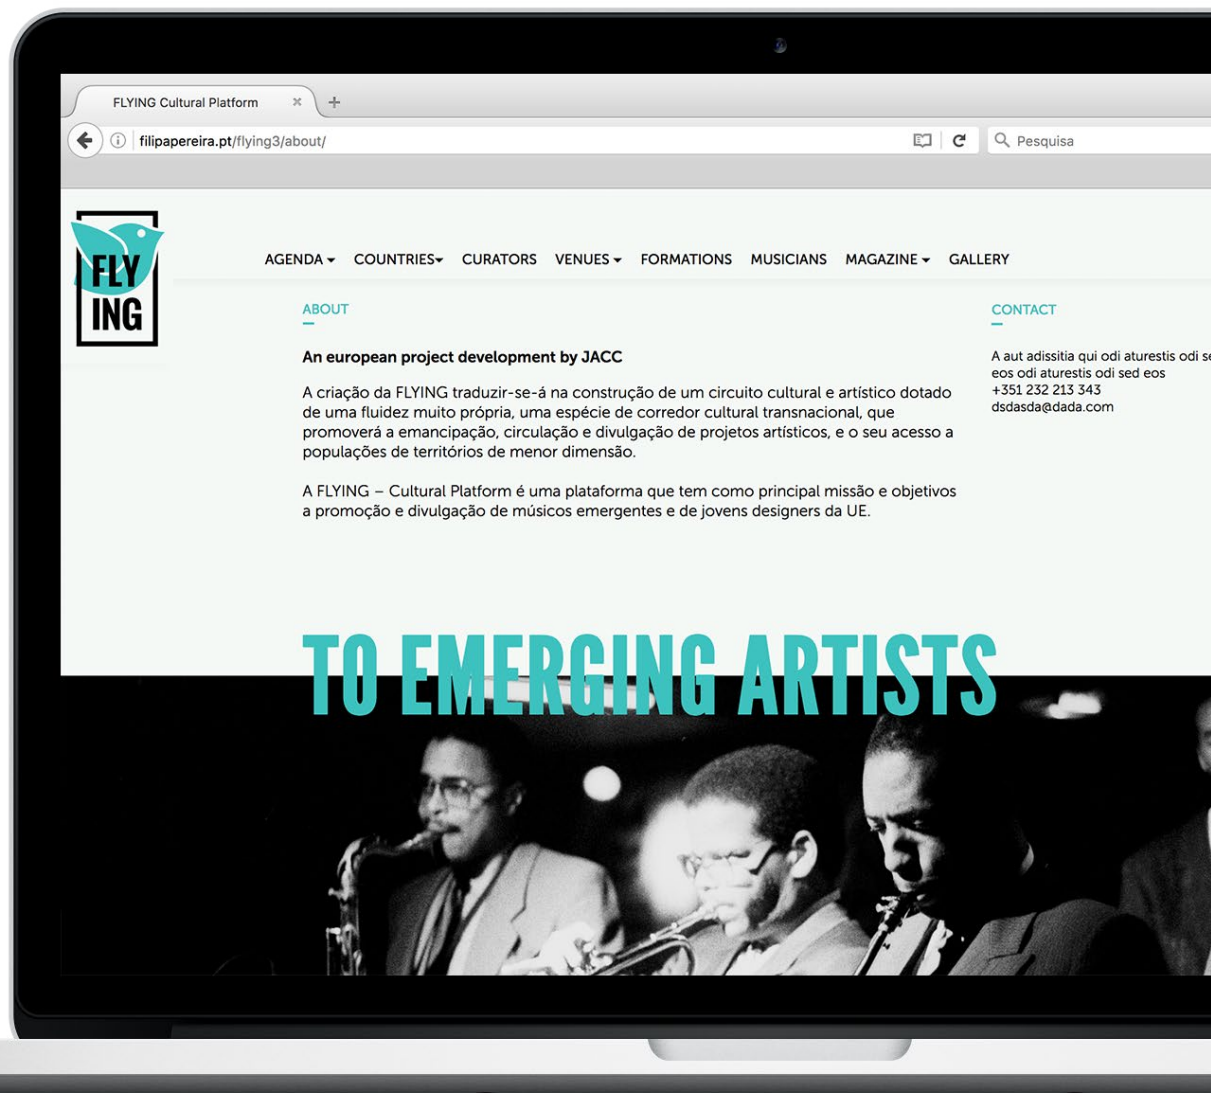 FLYING Cultural Platform
filipapereira.pt/flying3/about/
Pesquisa
FLY
ING
AGENDA COUNTRIES CURATORS VENUES FORMATIONS MUSICIANS MAGAZINE GALLERY
ABOUT
An european project development by JACC
A criação da FLYING traduzir-se-á na construção de um circuito cultural e artístico dotado
de uma fluidez muito própria, uma espécie de corredor cultural transnacional, que
promoverá a emancipação, circulação e divulgação de projetos artísticos, e o seu acesso a
populações de territórios de menor dimensão.
A FLYING – Cultural Platform é uma plataforma que tem como principal missão e objetivos
a promoção e divulgação de músicos emergentes e de jovens designers da UE.
CONTACT
A aut adissitia qui odi aturestis odi
eos odi aturestis odi sed eos
+351 232 213 343
dsdasda@dada.com
TO EMERGING ARTISTS